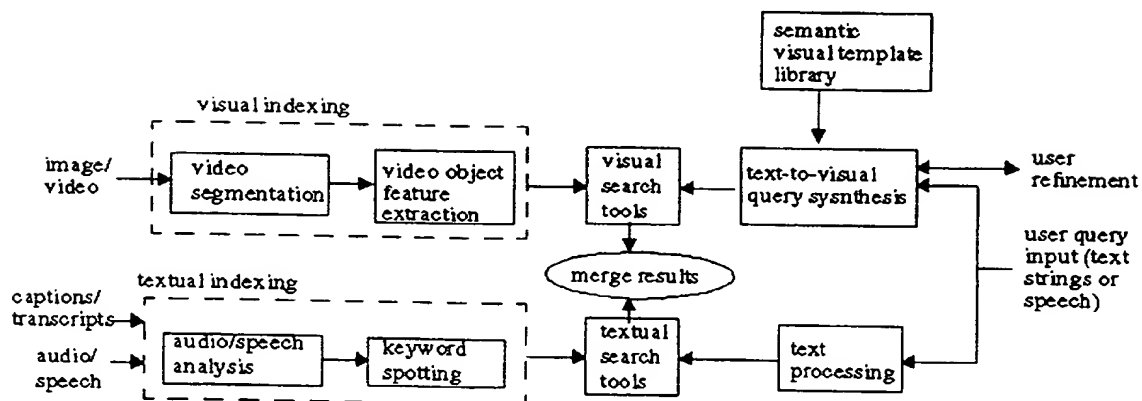 semantic
visual template
library
visual indexing
image/
video
video
segmentation
video object
feature
extraction
visual
search
tools
text-to-visual
query sysnthesis
user
refinement
merge results
user query
input (text
strings or
speech)
textual indexing
captions/
transcripts
audio/
speech
audio/speech
analysis
keyword
spotting
textual
search
tools
text
processing